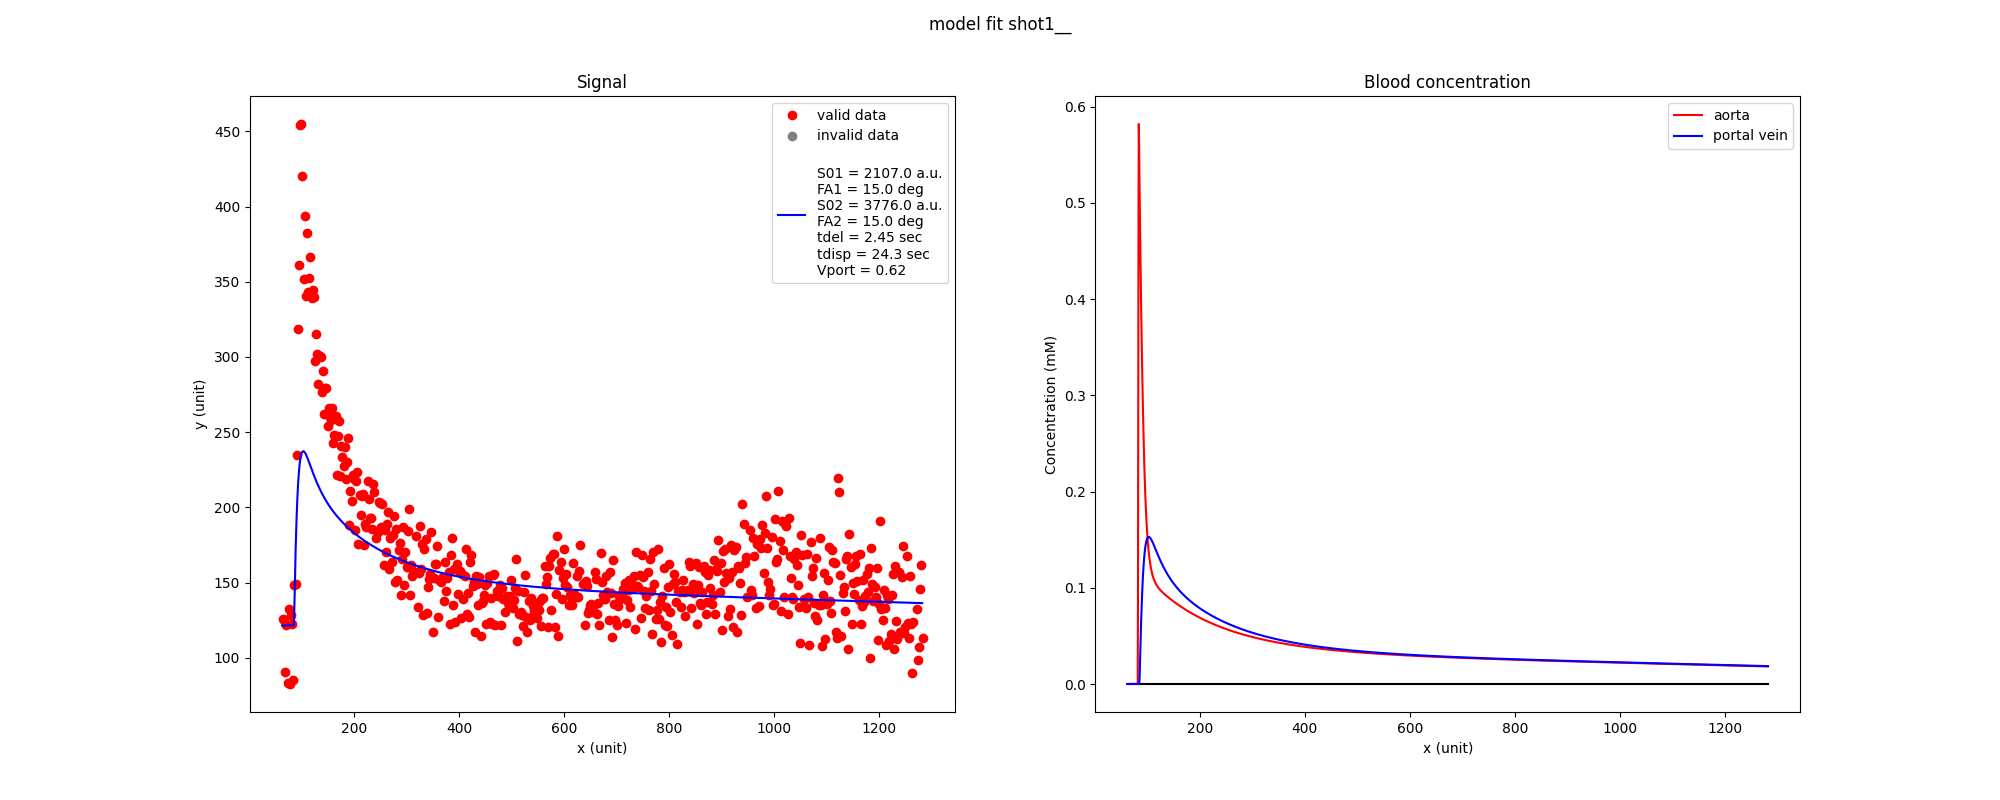 model fit shot1__
Signal
450
400
350
300
250
200
150
100
y (unit)
200 400 600 800 1000 1200
x (unit)
valid data
invalid data
S01 = 2107.0 a.u.
FA1 = 15.0 deg
S02 = 3776.0 a.u.
FA2 = 15.0 deg
tdel = 2.45 sec
tdisp = 24.3 sec
Vport = 0.62
Blood concentration
0.6
0.5
0.4
0.3
0.2
0.1
0.0
Concentration (mM)
200 400 600 800 1000 1200
x (unit)
aorta
portal vein